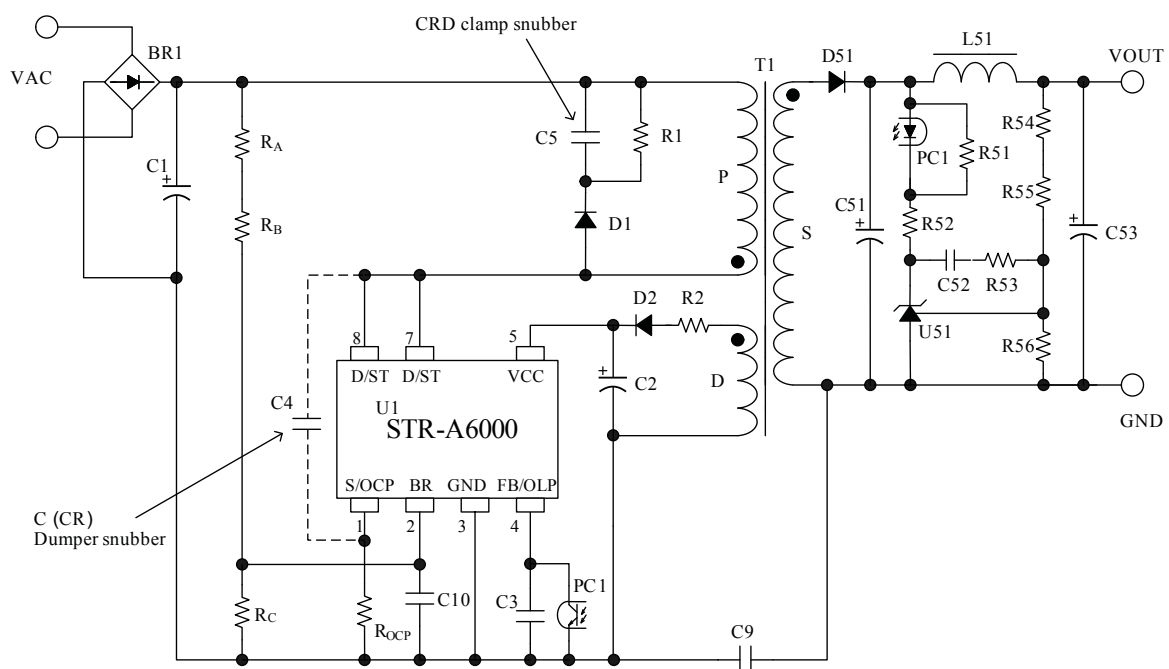 CRD clamp snubber
VAC
BR1
T1
D51
L51
VOUT
C1
RA
RB
C5
R1
D1
P
S
C51
PC1
R51
R52
R54
R55
C53
C52
R53
U51
R56
GND
8
7
5
D/ST
D/ST
VCC
D2
R2
C2
D
C4
U1
STR-A6000
S/OCP
BR
GND
FB/OLP
1
2
3
4
C (CR)
Dumper snubber
RC
ROCP
C10
C3
PC1
C9
+
+
+
+